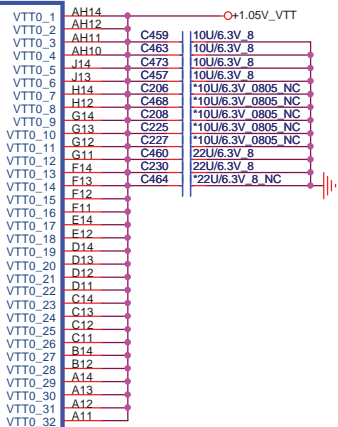 VTT0_1 AH14 +1.05V_VTT
VTT0_2 AH12
VTT0_3 AH11 C459 10U/6.3V_8
VTT0_4 AH10 C463 10U/6.3V_8
VTT0_5 J14 C473 10U/6.3V_8
VTT0_6 J13 C457 10U/6.3V_8
VTT0_7 H14 C206 *10U/6.3V_0805_NC
VTT0_8 H12 C468 *10U/6.3V_0805_NC
VTT0_9 G14 C208 *10U/6.3V_0805_NC
VTT0_10 G13 C225 *10U/6.3V_0805_NC
VTT0_11 G12 C227 *10U/6.3V_0805_NC
VTT0_12 G11 C460 22U/6.3V_8
VTT0_13 F14 C230 22U/6.3V_8
VTT0_14 F13 C464 *22U/6.3V_8_NC
VTT0_15 F12
VTT0_16 F11
VTT0_17 E14
VTT0_18 E12
VTT0_19 D14
VTT0_20 D13
VTT0_21 D12
VTT0_22 D11
VTT0_23 C14
VTT0_24 C13
VTT0_25 C12
VTT0_26 C11
VTT0_27 B14
VTT0_28 B12
VTT0_29 A14
VTT0_30 A13
VTT0_31 A12
VTT0_32 A11